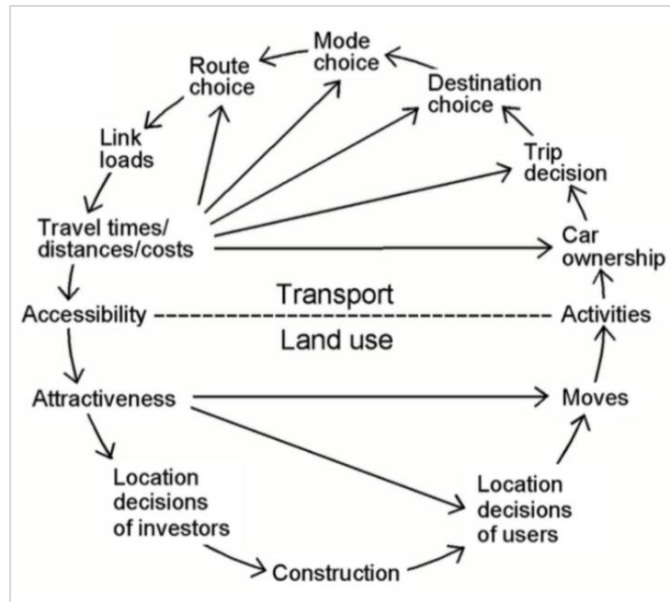 Mode
choice
Route
choice
Destination
choice
Link
loads
Trip
decision
Travel times/
distances/costs
Car
ownership
Transport
Accessibility
Activities
Land use
Attractiveness
Moves
Location
decisions
of investors
Location
decisions
of users
Construction